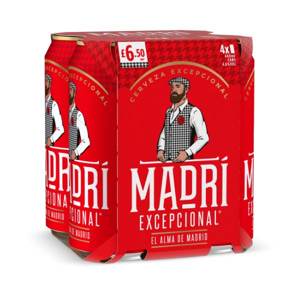 £6.50
CERVEZA EXCEPCIONAL
4x
MADRÍ
EXCEPCIONAL
EL ALMA DE MADRID